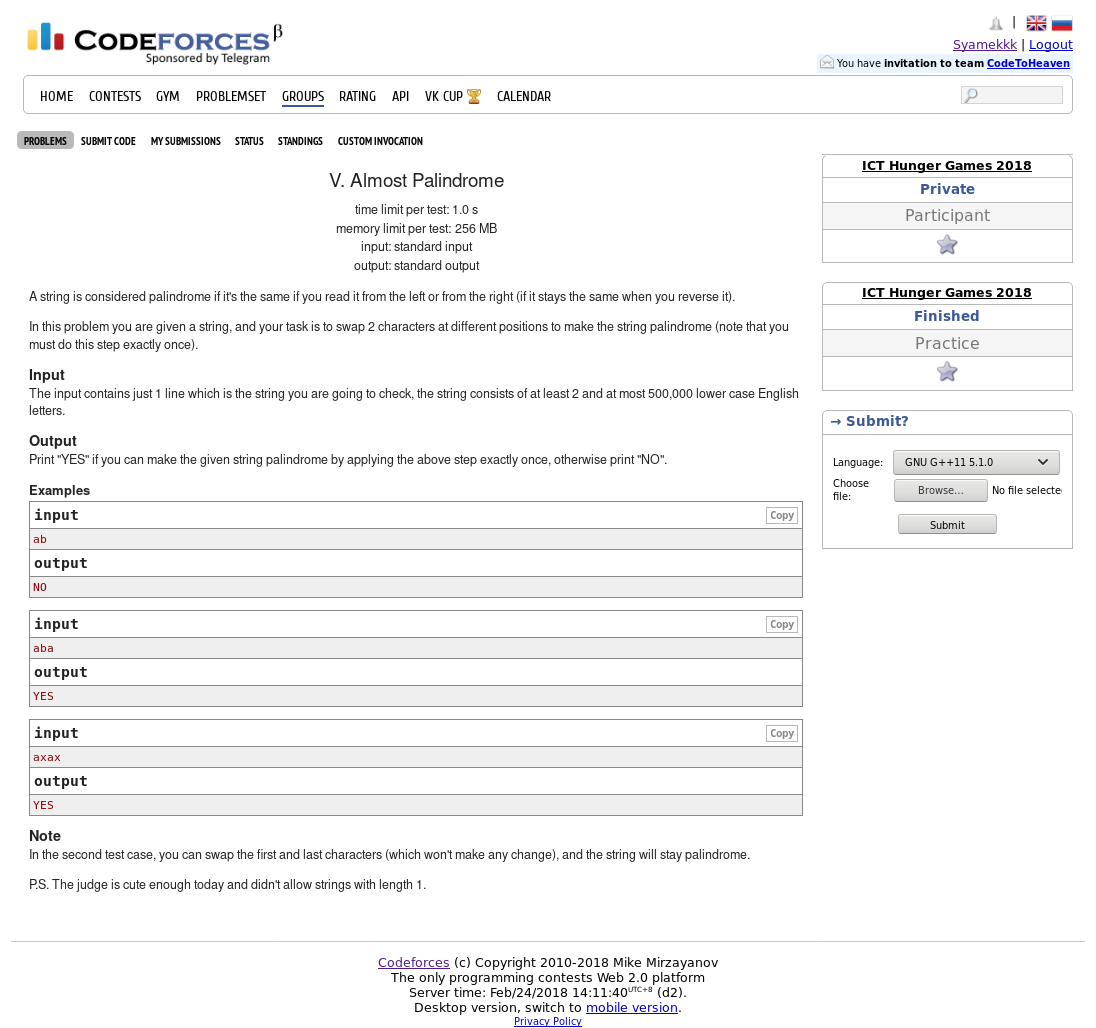 CODEFORCES β
Sponsored by Telegram
|
Syamekkk | Logout
You have invitation to team CodeToHeaven
HOME CONTESTS GYM PROBLEMSET GROUPS RATING API VK CUP CALENDAR
PROBLEMS SUBMIT CODE MY SUBMISSIONS STATUS STANDINGS CUSTOM INVOCATION
V. Almost Palindrome
time limit per test: 1.0 s
memory limit per test: 256 MB
input: standard input
output: standard output
A string is considered palindrome if it's the same if you read it from the left or from the right (if it stays the same when you reverse it).
In this problem you are given a string, and your task is to swap 2 characters at different positions to make the string palindrome (note that you
must do this step exactly once).
Input
The input contains just 1 line which is the string you are going to check, the string consists of at least 2 and at most 500,000 lower case English
letters.
Output
Print "YES" if you can make the given string palindrome by applying the above step exactly once, otherwise print "NO".
Examples
input Copy
ab
output
NO
input Copy
aba
output
YES
input Copy
axax
output
YES
Note
In the second test case, you can swap the first and last characters (which won't make any change), and the string will stay palindrome.
P.S. The judge is cute enough today and didn't allow strings with length 1.
ICT Hunger Games 2018
Private
Participant
ICT Hunger Games 2018
Finished
Practice
→ Submit?
Language: GNU G++11 5.1.0
Choose
file: Browse... No file selecte
Submit
Codeforces (c) Copyright 2010-2018 Mike Mirzayanov
The only programming contests Web 2.0 platform
Server time: Feb/24/2018 14:11:40 UTC+8 (d2).
Desktop version, switch to mobile version.
Privacy Policy